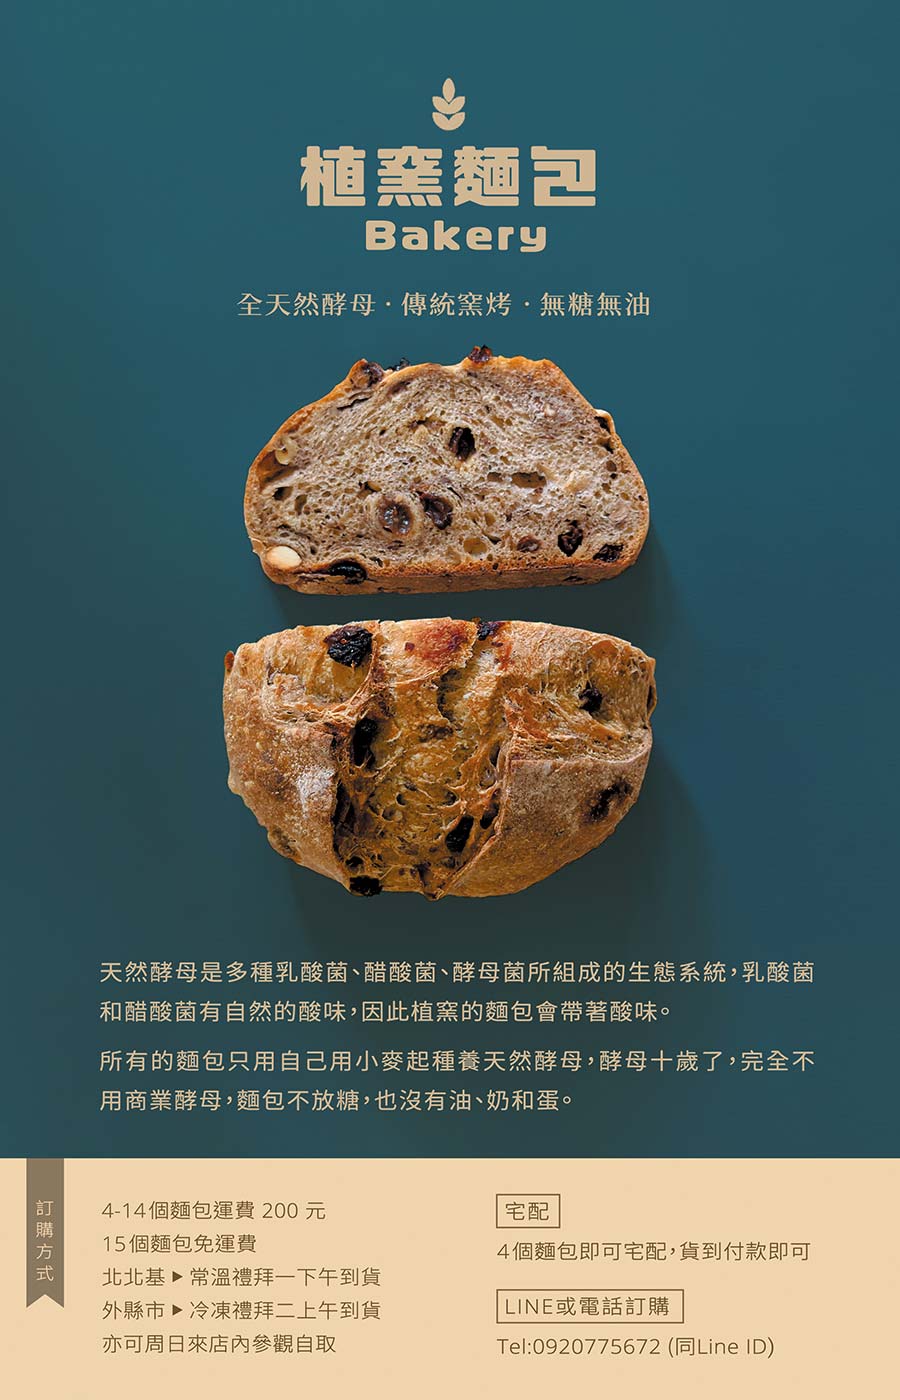 植窯麵包
Bakery
全天然酵母・傳統窯烤・無糖無油
天然酵母是多種乳酸菌、醋酸菌、酵母菌所組成的生態系統，乳酸菌
和醋酸菌有自然的酸味，因此植窯的麵包會帶著酸味。
所有的麵包只用自己用小麥起種養天然酵母，酵母十歲了，完全不
用商業酵母，麵包不放糖，也沒有油、奶和蛋。
訂購方式
4-14個麵包運費 200 元
15個麵包免運費
北北基▶常溫禮拜一下午到貨
外縣市▶冷凍禮拜二上午到貨
亦可周日來店內參觀自取
宅配
4個麵包即可宅配，貨到付款即可
LINE或電話訂購
Tel:0920775672 (同Line ID)